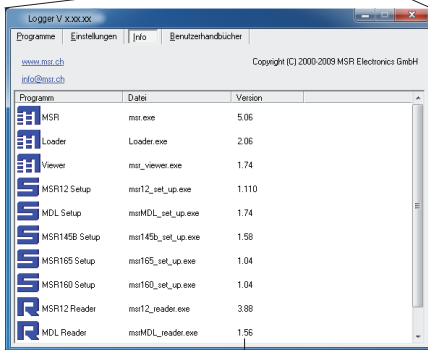 Logger V x.xx.xx
Programme Einstellungen Info Benutzerhandbücher
www.msr.ch Copyright (C) 2000-2009 MSR Electronics GmbH
info@msr.ch
Programm Datei Version
MSR msr.exe 5.06
Loader Loader.exe 2.06
Viewer msr_viewer.exe 1.74
MSR12 Setup msr12_set_up.exe 1.110
MDL Setup msrMDL_set_up.exe 1.74
MSR145B Setup msr145b_set_up.exe 1.58
MSR165 Setup msr165_set_up.exe 1.04
MSR160 Setup msr160_set_up.exe 1.04
MSR12 Reader msr12_reader.exe 3.88
MDL Reader msrMDL_reader.exe 1.56